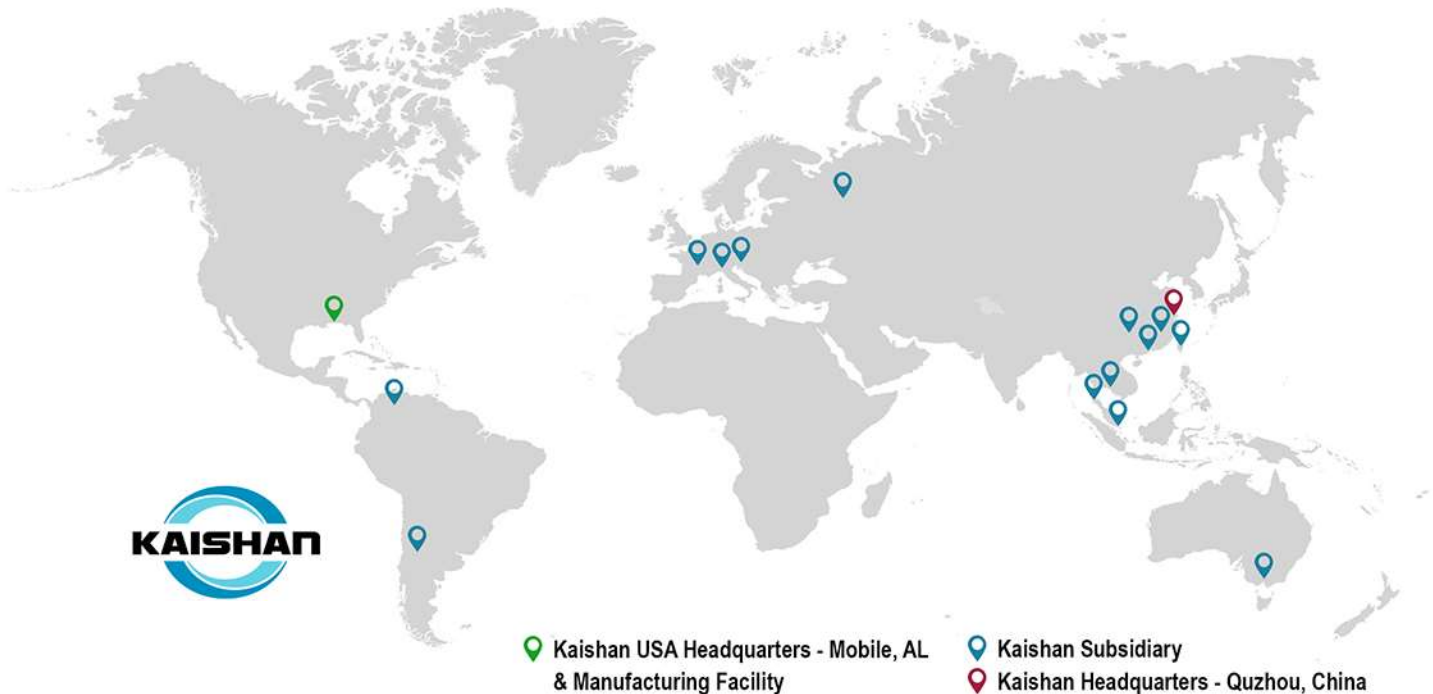 KAISHAN
Kaishan USA Headquarters - Mobile, AL
& Manufacturing Facility
Kaishan Subsidiary
Kaishan Headquarters - Quzhou, China